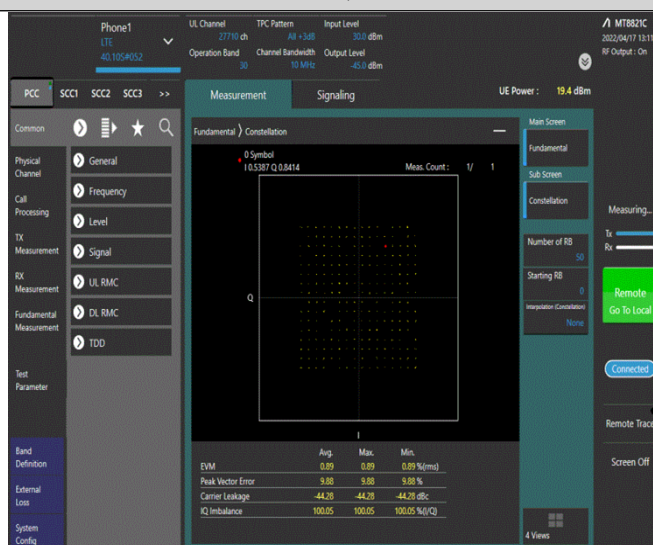 Phone1
LTE
40.105#052
UL Channel TPC Pattern Input Level
27710 ch All +3dB 30.0 dBm
Operation Band Channel Bandwidth Output Level
30 10 MHz -45.0 dBm
MT8821C
2022/04/17 13:11
RF Output : On
PCC SCC1 SCC2 SCC3 >>
Measurement Signaling
UE Power : 19.4 dBm
Common
Physical
Channel
Call
Processing
TX
Measurement
RX
Measurement
Fundamental
Measurement
Test
Parameter
Band
Definition
External
Loss
System
Config
General
Frequency
Level
Signal
UL RMC
DL RMC
TDD
Fundamental Constellation
0 Symbol
I 0.5387 Q 0.8414 Meas. Count : 1/ 1
Q
I
Avg. Max. Min.
EVM 0.89 0.89 0.89 %(rms)
Peak Vector Error 9.88 9.88 9.88 %
Carrier Leakage -44.28 -44.28 -44.28 dBc
IQ Imbalance 100.05 100.05 100.05 %(I/Q)
Main Screen
Fundamental
Sub Screen
Constellation
Number of RB
50
Starting RB
0
Interpolation (Constellation)
None
4 Views
Measuring...
Tx
Rx
Remote
Go To Local
Connected
Remote Trace
Screen Off